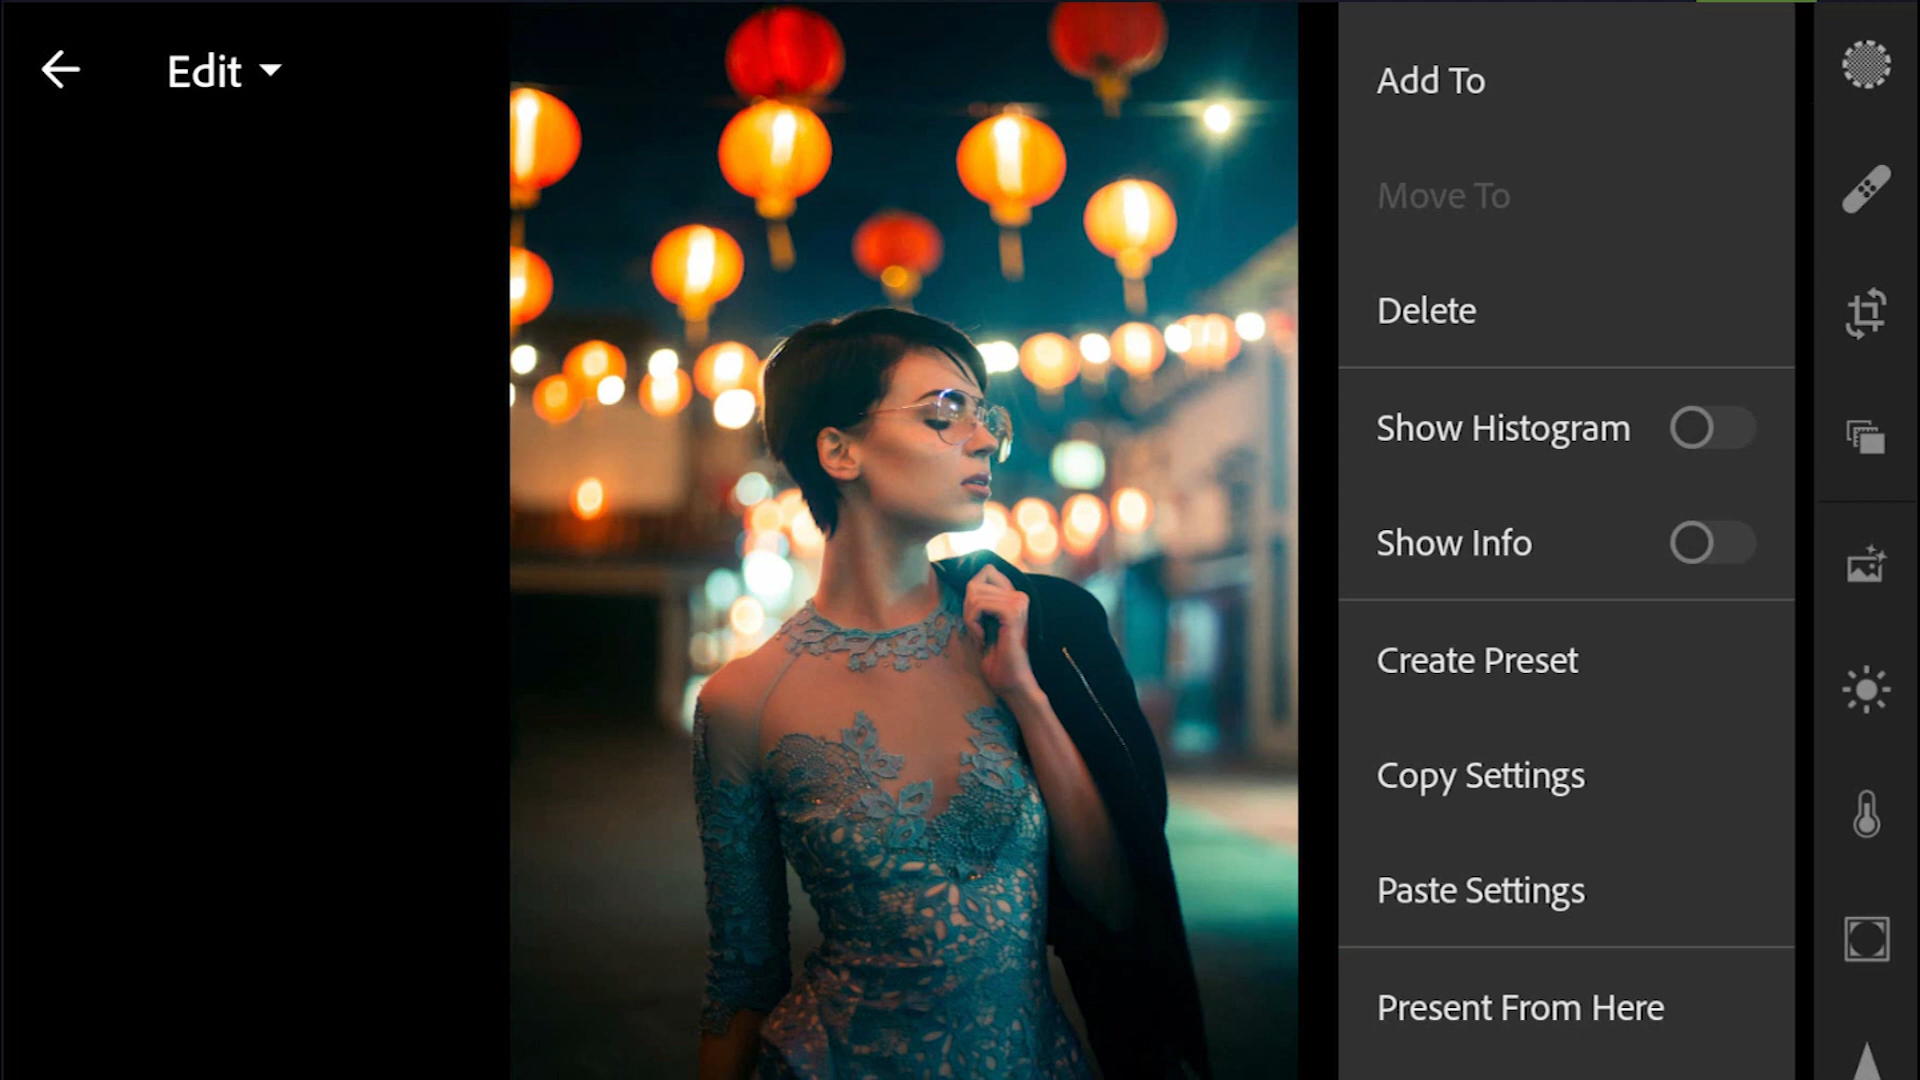 Edit
Add To
Move To
Delete
Show Histogram
Show Info
Create Preset
Copy Settings
Paste Settings
Present From Here